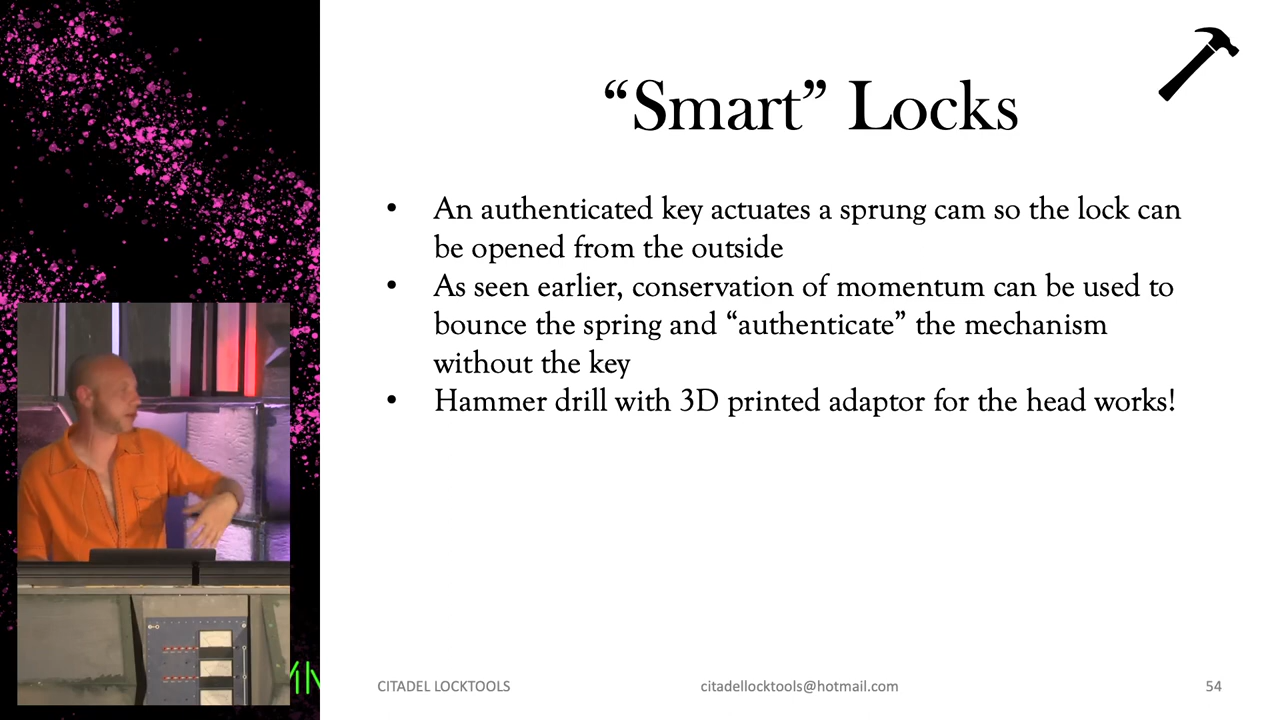 “Smart” Locks
• An authenticated key actuates a sprung cam so the lock can
be opened from the outside
• As seen earlier, conservation of momentum can be used to
bounce the spring and “authenticate” the mechanism
without the key
• Hammer drill with 3D printed adaptor for the head works!
CITADEL LOCKTOOLS
citadellocktools@hotmail.com
54